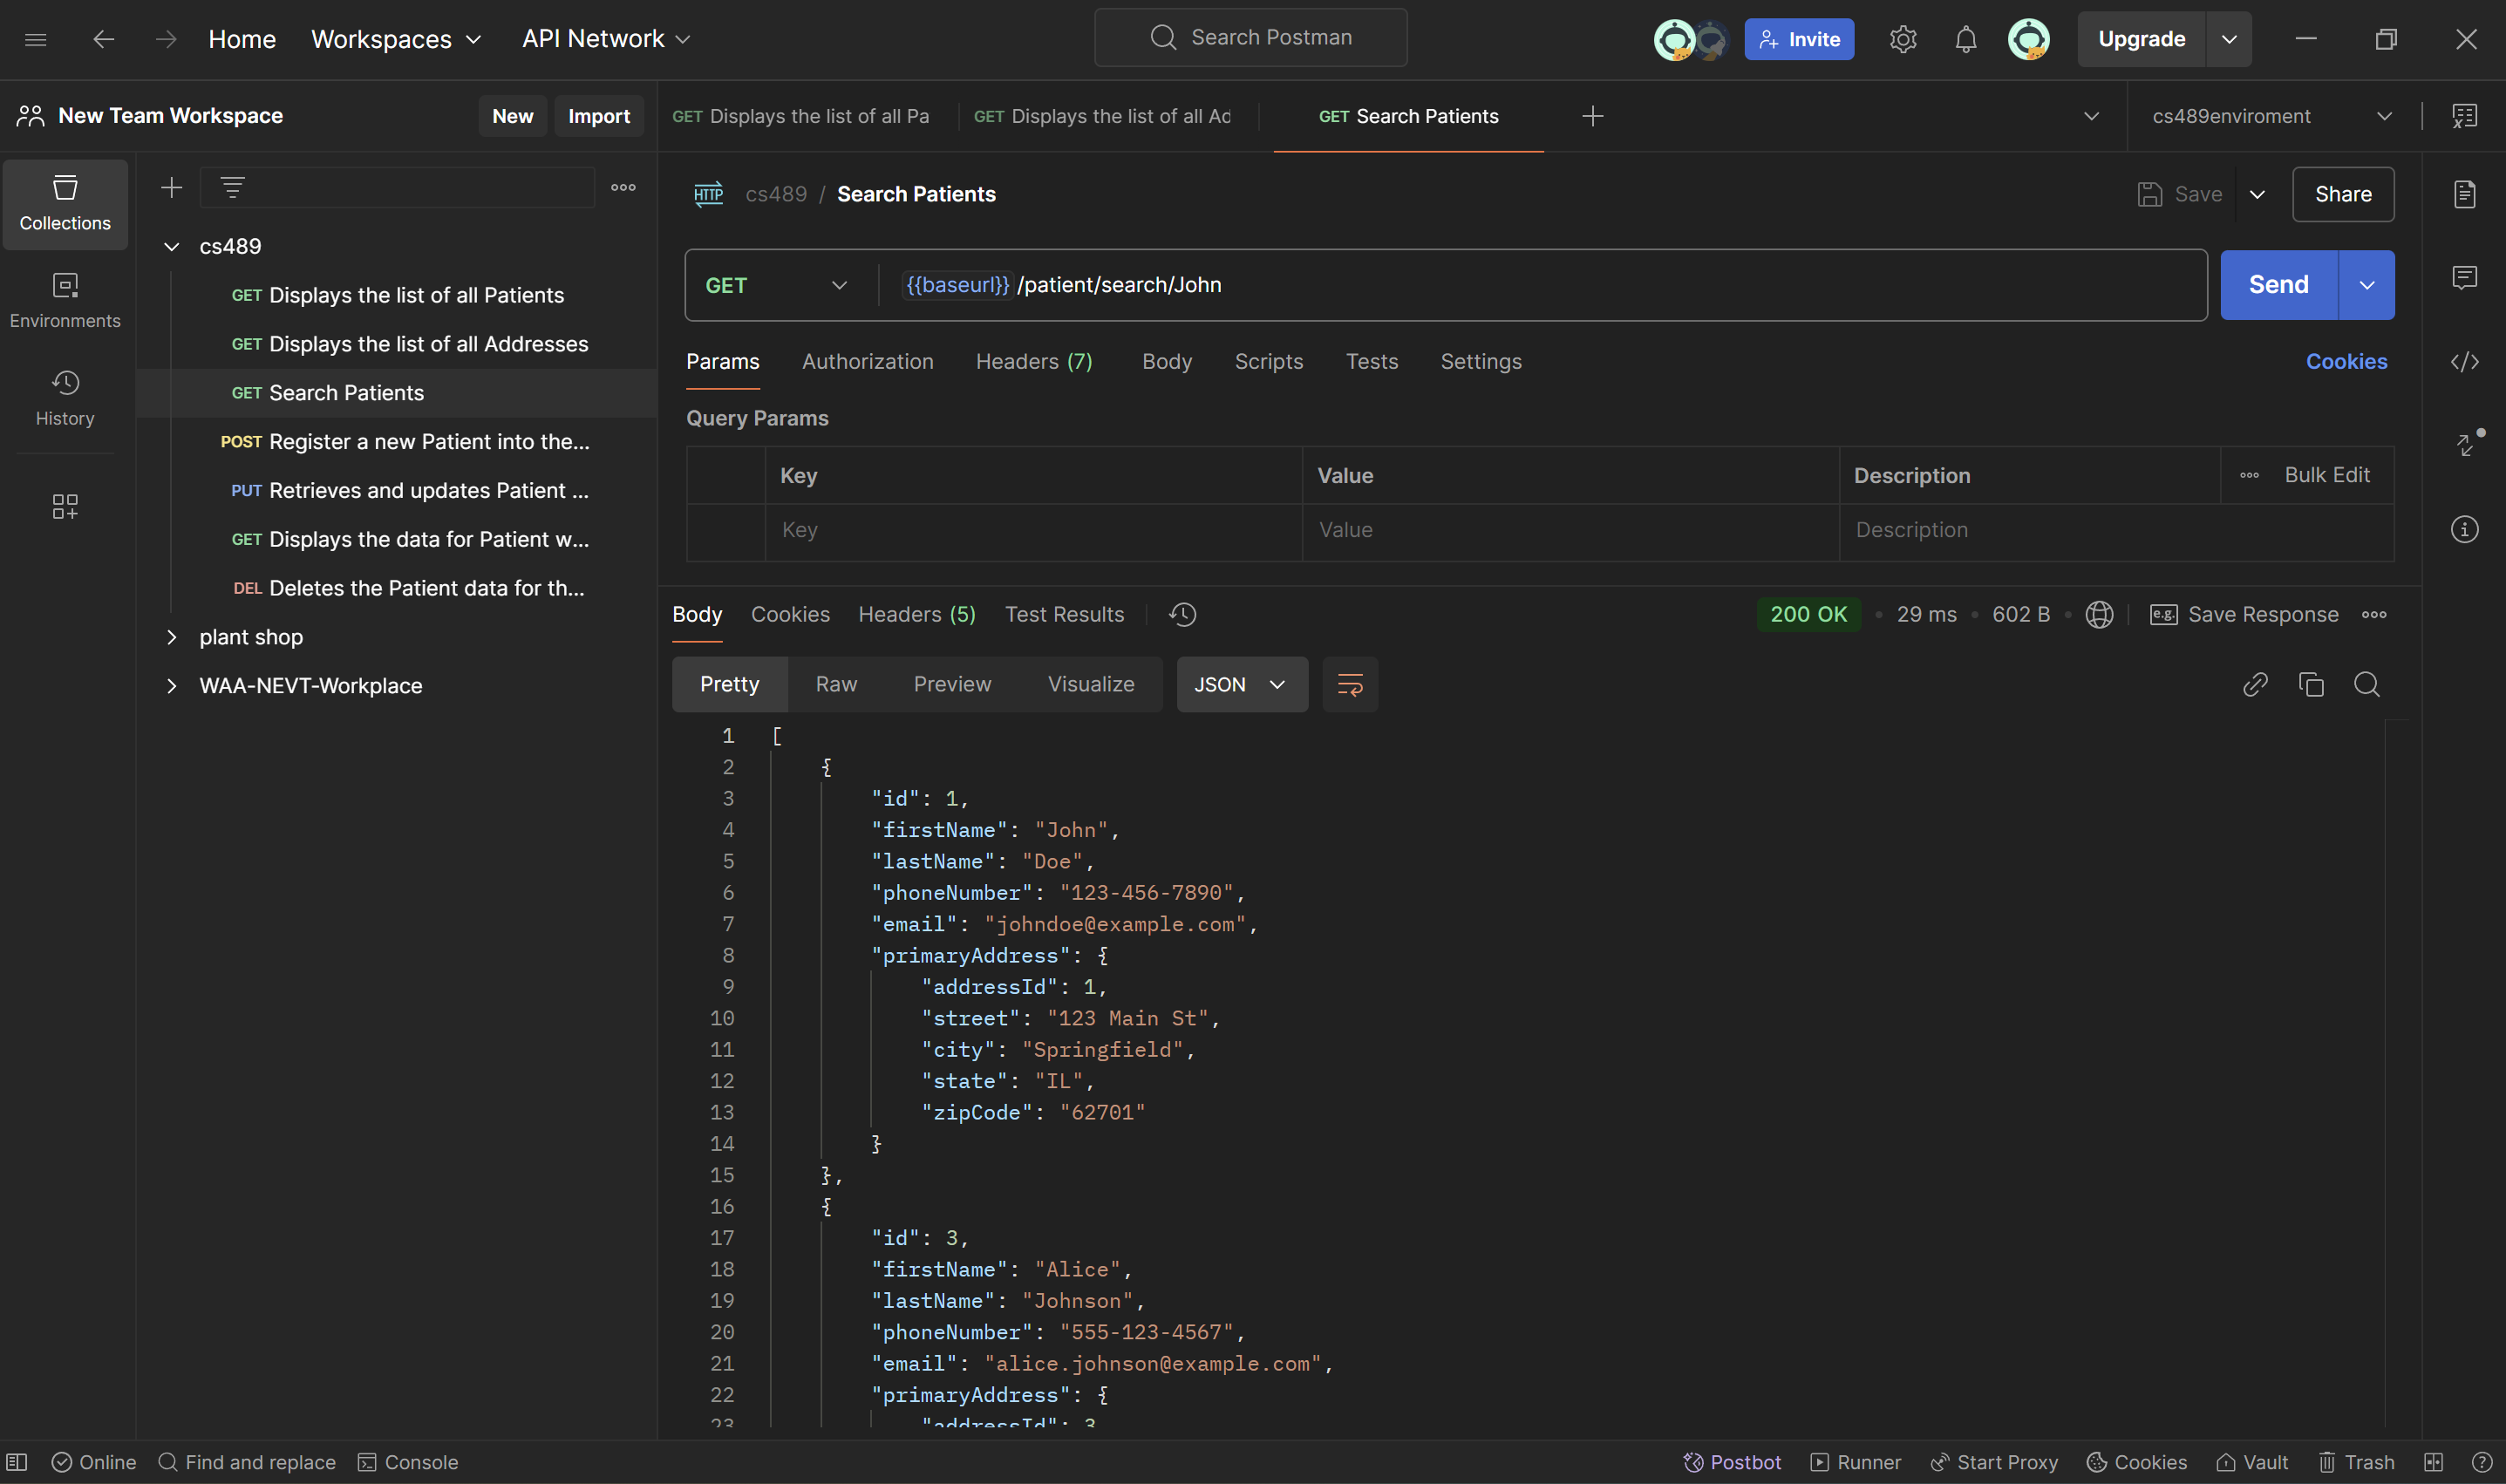 Home Workspaces API Network Search Postman Invite Upgrade
New Team Workspace New Import GET Displays the list of all Pa GET Displays the list of all Ad GET Search Patients cs489enviroment
Collections
Environments
History
cs489
GET Displays the list of all Patients
GET Displays the list of all Addresses
GET Search Patients
POST Register a new Patient into the...
PUT Retrieves and updates Patient ...
GET Displays the data for Patient w...
DEL Deletes the Patient data for th...
plant shop
WAA-NEVT-Workplace
HTTP cs489 / Search Patients Save Share
GET {{baseurl}} /patient/search/John Send
Params Authorization Headers (7) Body Scripts Tests Settings Cookies
Query Params
Key Value Description Bulk Edit
Key Value Description
Body Cookies Headers (5) Test Results 200 OK 29 ms 602 B e.g. Save Response
Pretty Raw Preview Visualize JSON
1 [
2 {
3 "id": 1,
4 "firstName": "John",
5 "lastName": "Doe",
6 "phoneNumber": "123-456-7890",
7 "email": "johndoe@example.com",
8 "primaryAddress": {
9 "addressId": 1,
10 "street": "123 Main St",
11 "city": "Springfield",
12 "state": "IL",
13 "zipCode": "62701"
14 }
15 },
16 {
17 "id": 3,
18 "firstName": "Alice",
19 "lastName": "Johnson",
20 "phoneNumber": "555-123-4567",
21 "email": "alice.johnson@example.com",
22 "primaryAddress": {
23 "addressId": 3
Online Find and replace Console Postbot Runner Start Proxy Cookies Vault Trash